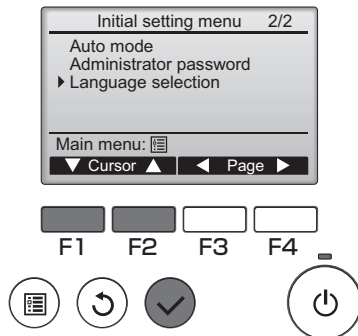 Initial setting menu 2/2
Auto mode
Administrator password
Language selection
Main menu:
Cursor Page
F1 F2 F3 F4